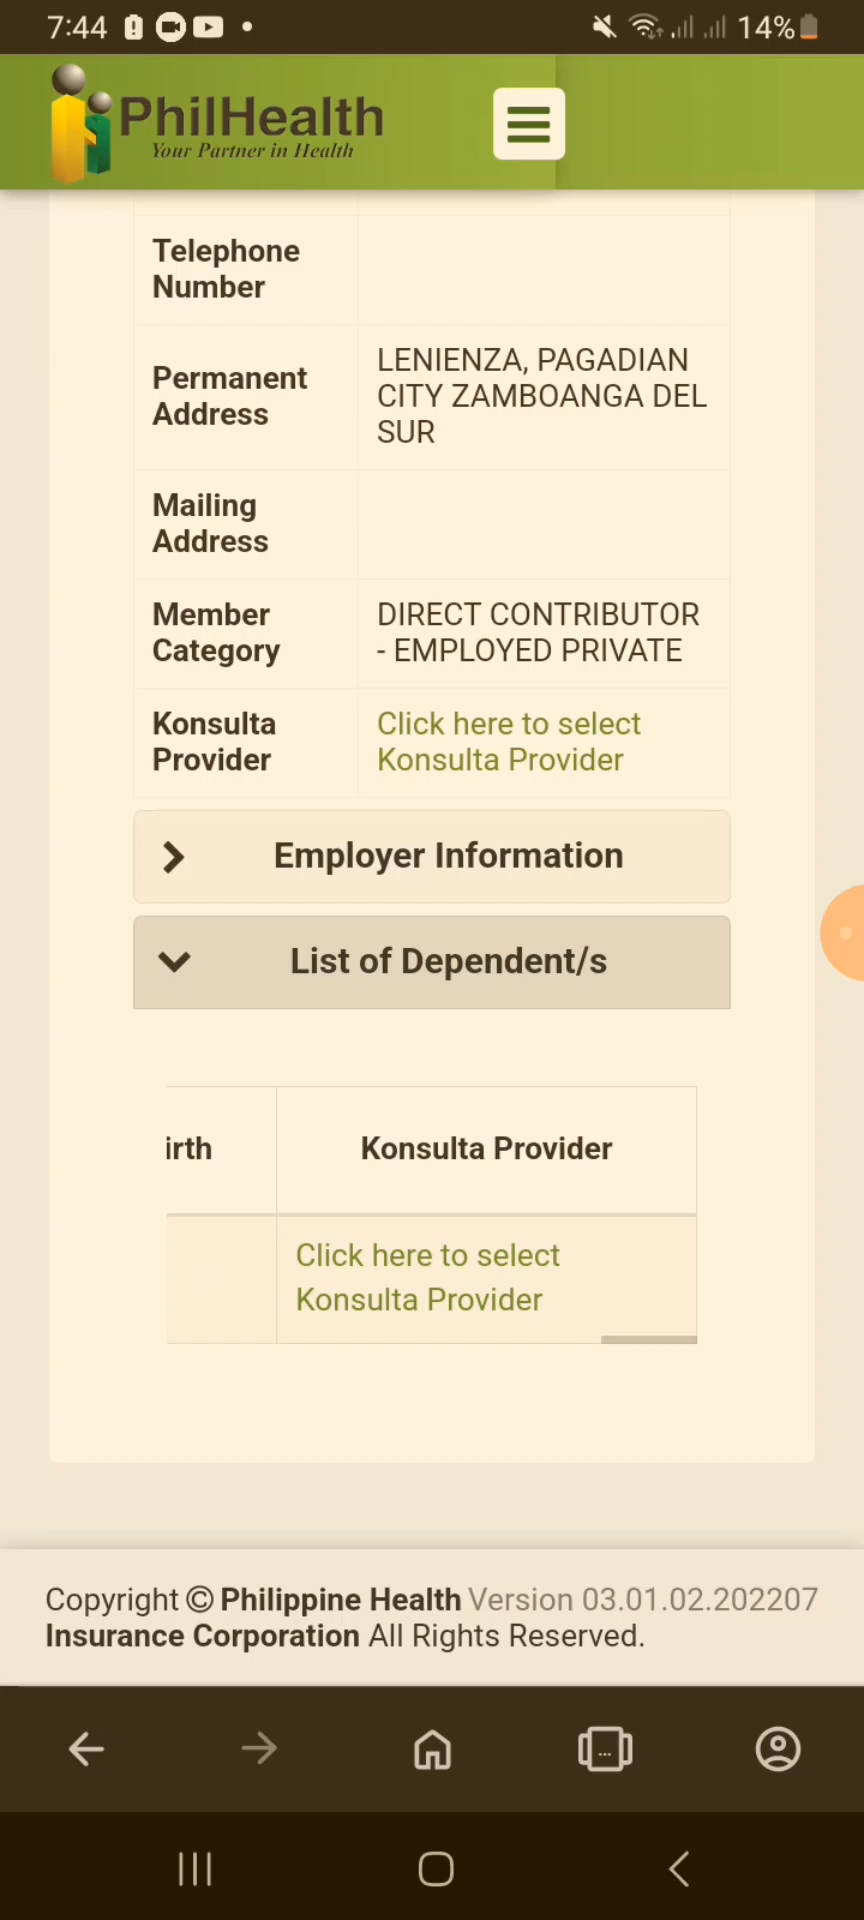 7:44
14%
PhilHealth
Your Partner in Health
Telephone
Number
Permanent
Address
LENIENZA, PAGADIAN
CITY ZAMBOANGA DEL
SUR
Mailing
Address
Member
Category
DIRECT CONTRIBUTOR
- EMPLOYED PRIVATE
Konsulta
Provider
Click here to select
Konsulta Provider
Employer Information
List of Dependent/s
irth
Konsulta Provider
Click here to select
Konsulta Provider
Copyright © Philippine Health Version 03.01.02.202207
Insurance Corporation All Rights Reserved.